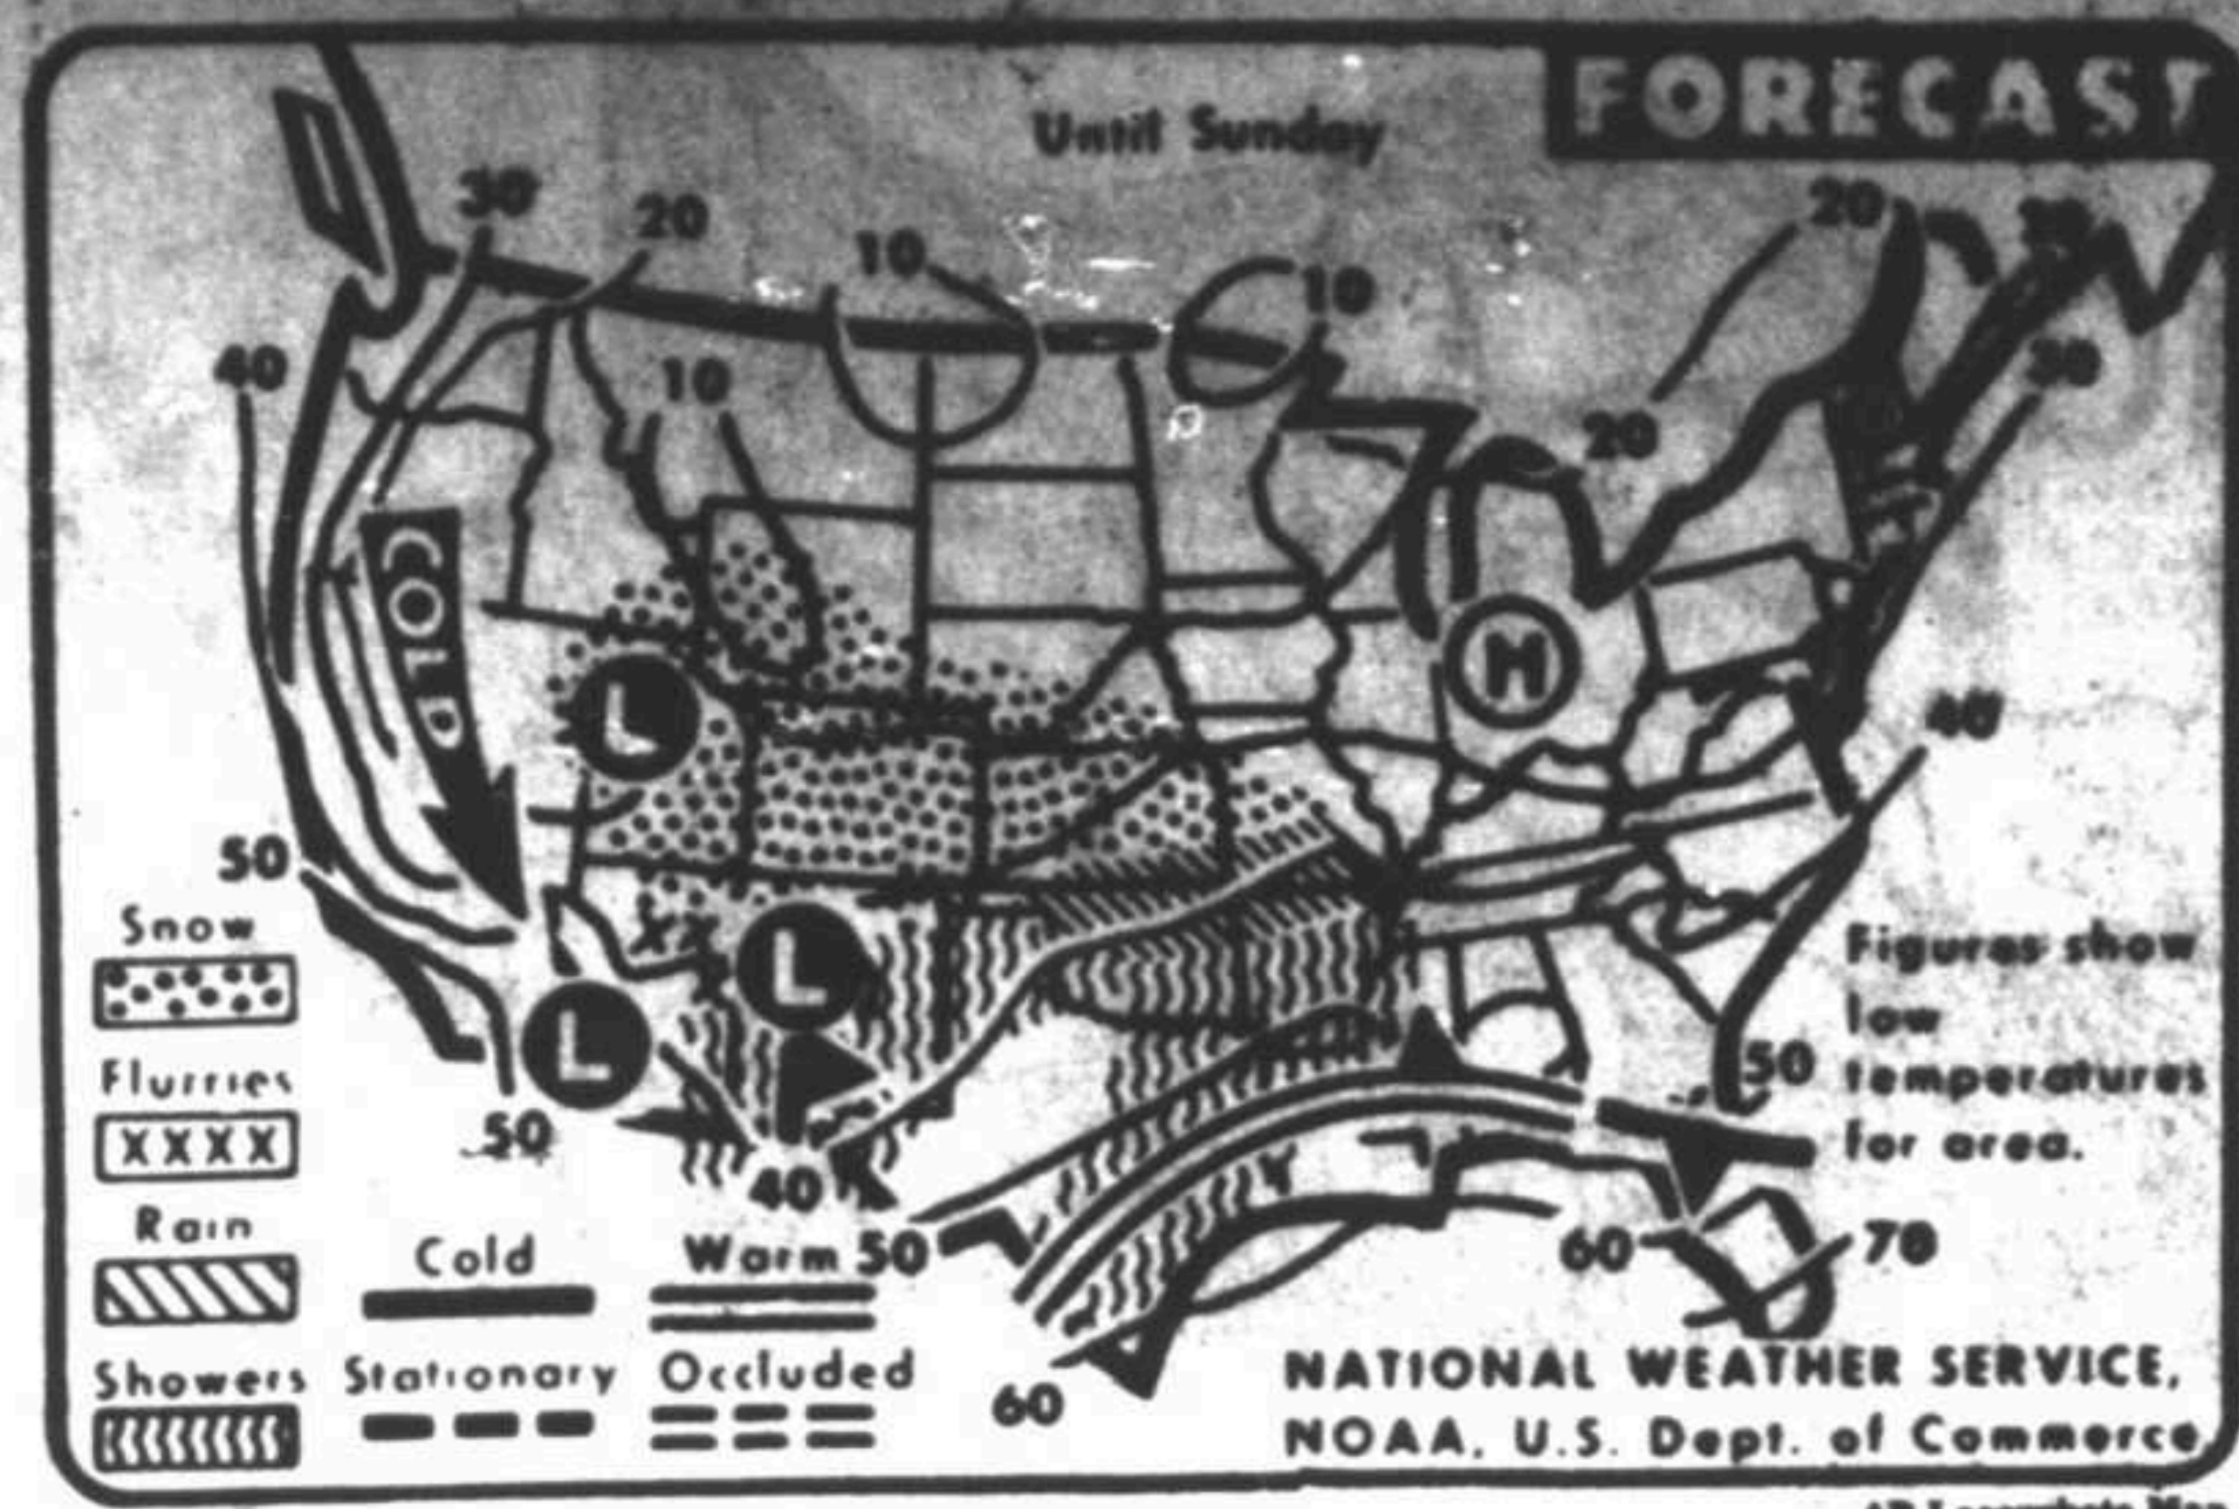 FORECAST
Until Sunday
30
20
10
10
20
20
30
40
10
20
COLD
H
L
40
50
Snow
L
Figures show
low
temperatures
for area.
Flurries
XXXX
L
50
50
40
Rain
Cold
Warm
50
60
70
Showers
Stationary
Occluded
60
NATIONAL WEATHER SERVICE,
NOAA, U.S. Dept. of Commerce